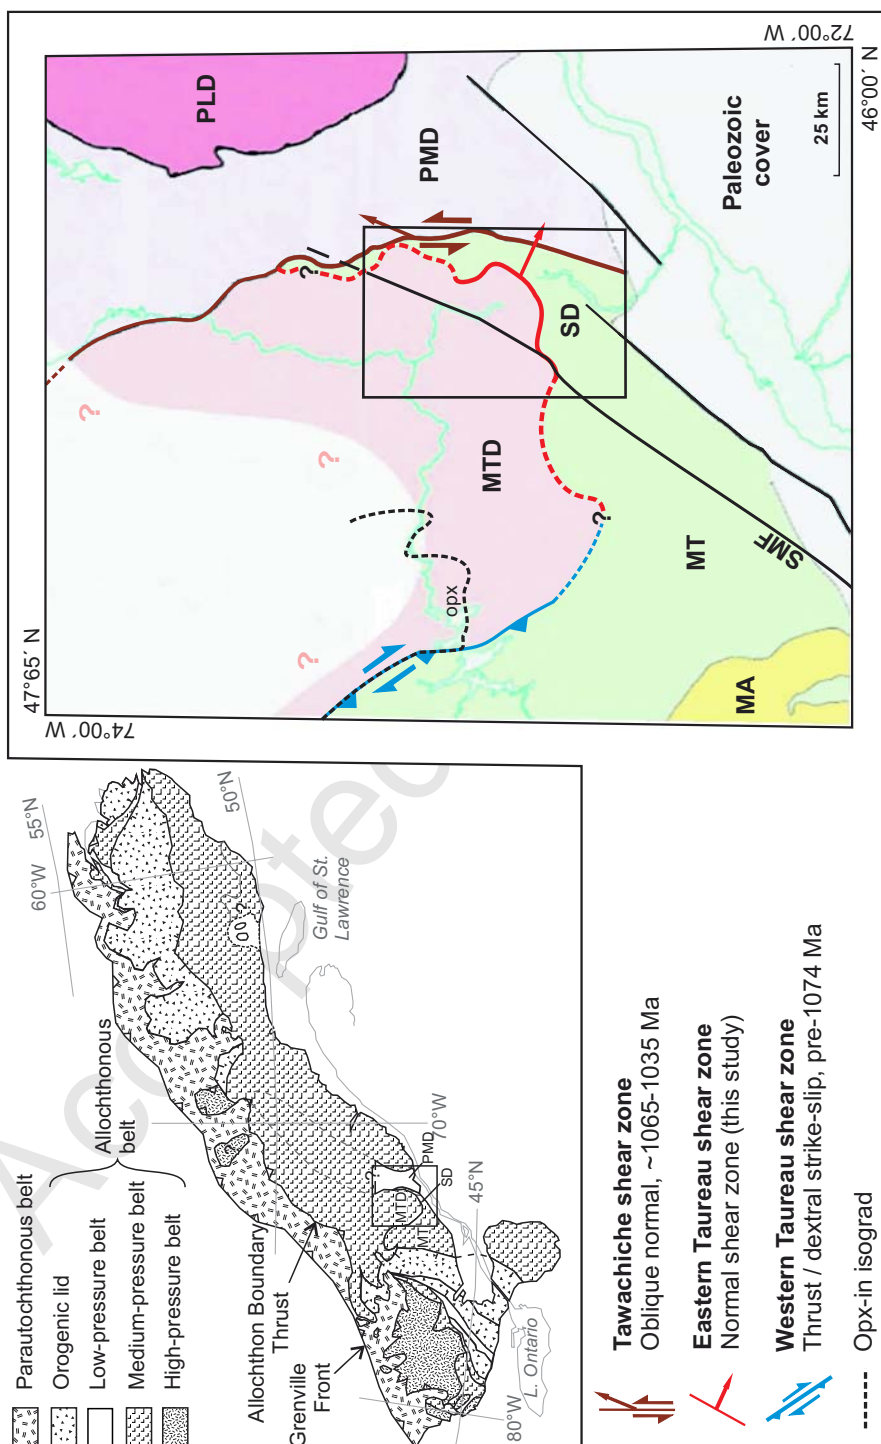 Parautochthonous belt
Orogenic lid
Low-pressure belt
Medium-pressure belt
High-pressure belt
Allochthonous
belt
Allochthon Boundary
Thrust
Grenville
Front
60°W
55°N
50°N
Gulf of St.
Lawrence
?
?
70°W
PMD
SD
MTD
MT
45°N
L. Ontario
80°W
47°65´ N
74°00´ W
72°00´ W
46°00´ N
PLD
PMD
?
?
?
?
?
MTD
SD
opx
MT
SMF
MA
Paleozoic
cover
25 km
Tawachiche shear zone
Oblique normal, ~1065-1035 Ma
Eastern Taureau shear zone
Normal shear zone (this study)
Western Taureau shear zone
Thrust / dextral strike-slip, pre-1074 Ma
Opx-in isograd